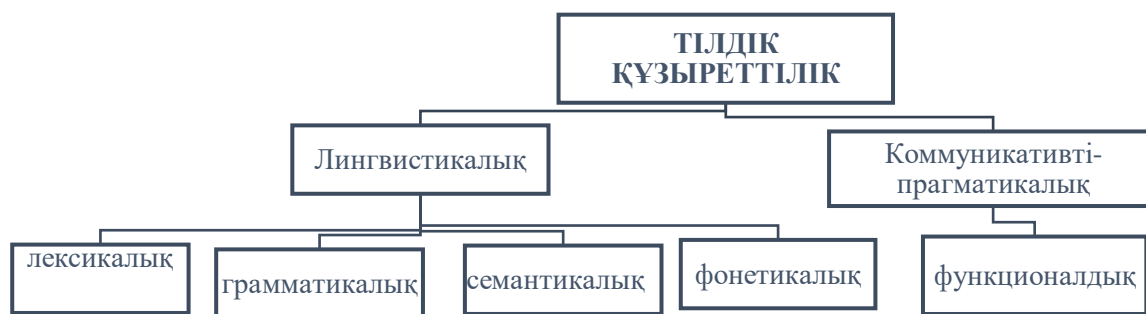 ТІЛДІК
ҚҰЗЫРЕТТІЛІК
Лингвистикалық
Коммуникативті-
прагматикалық
лексикалық
грамматикалық
семантикалық
фонетикалық
функционалдық